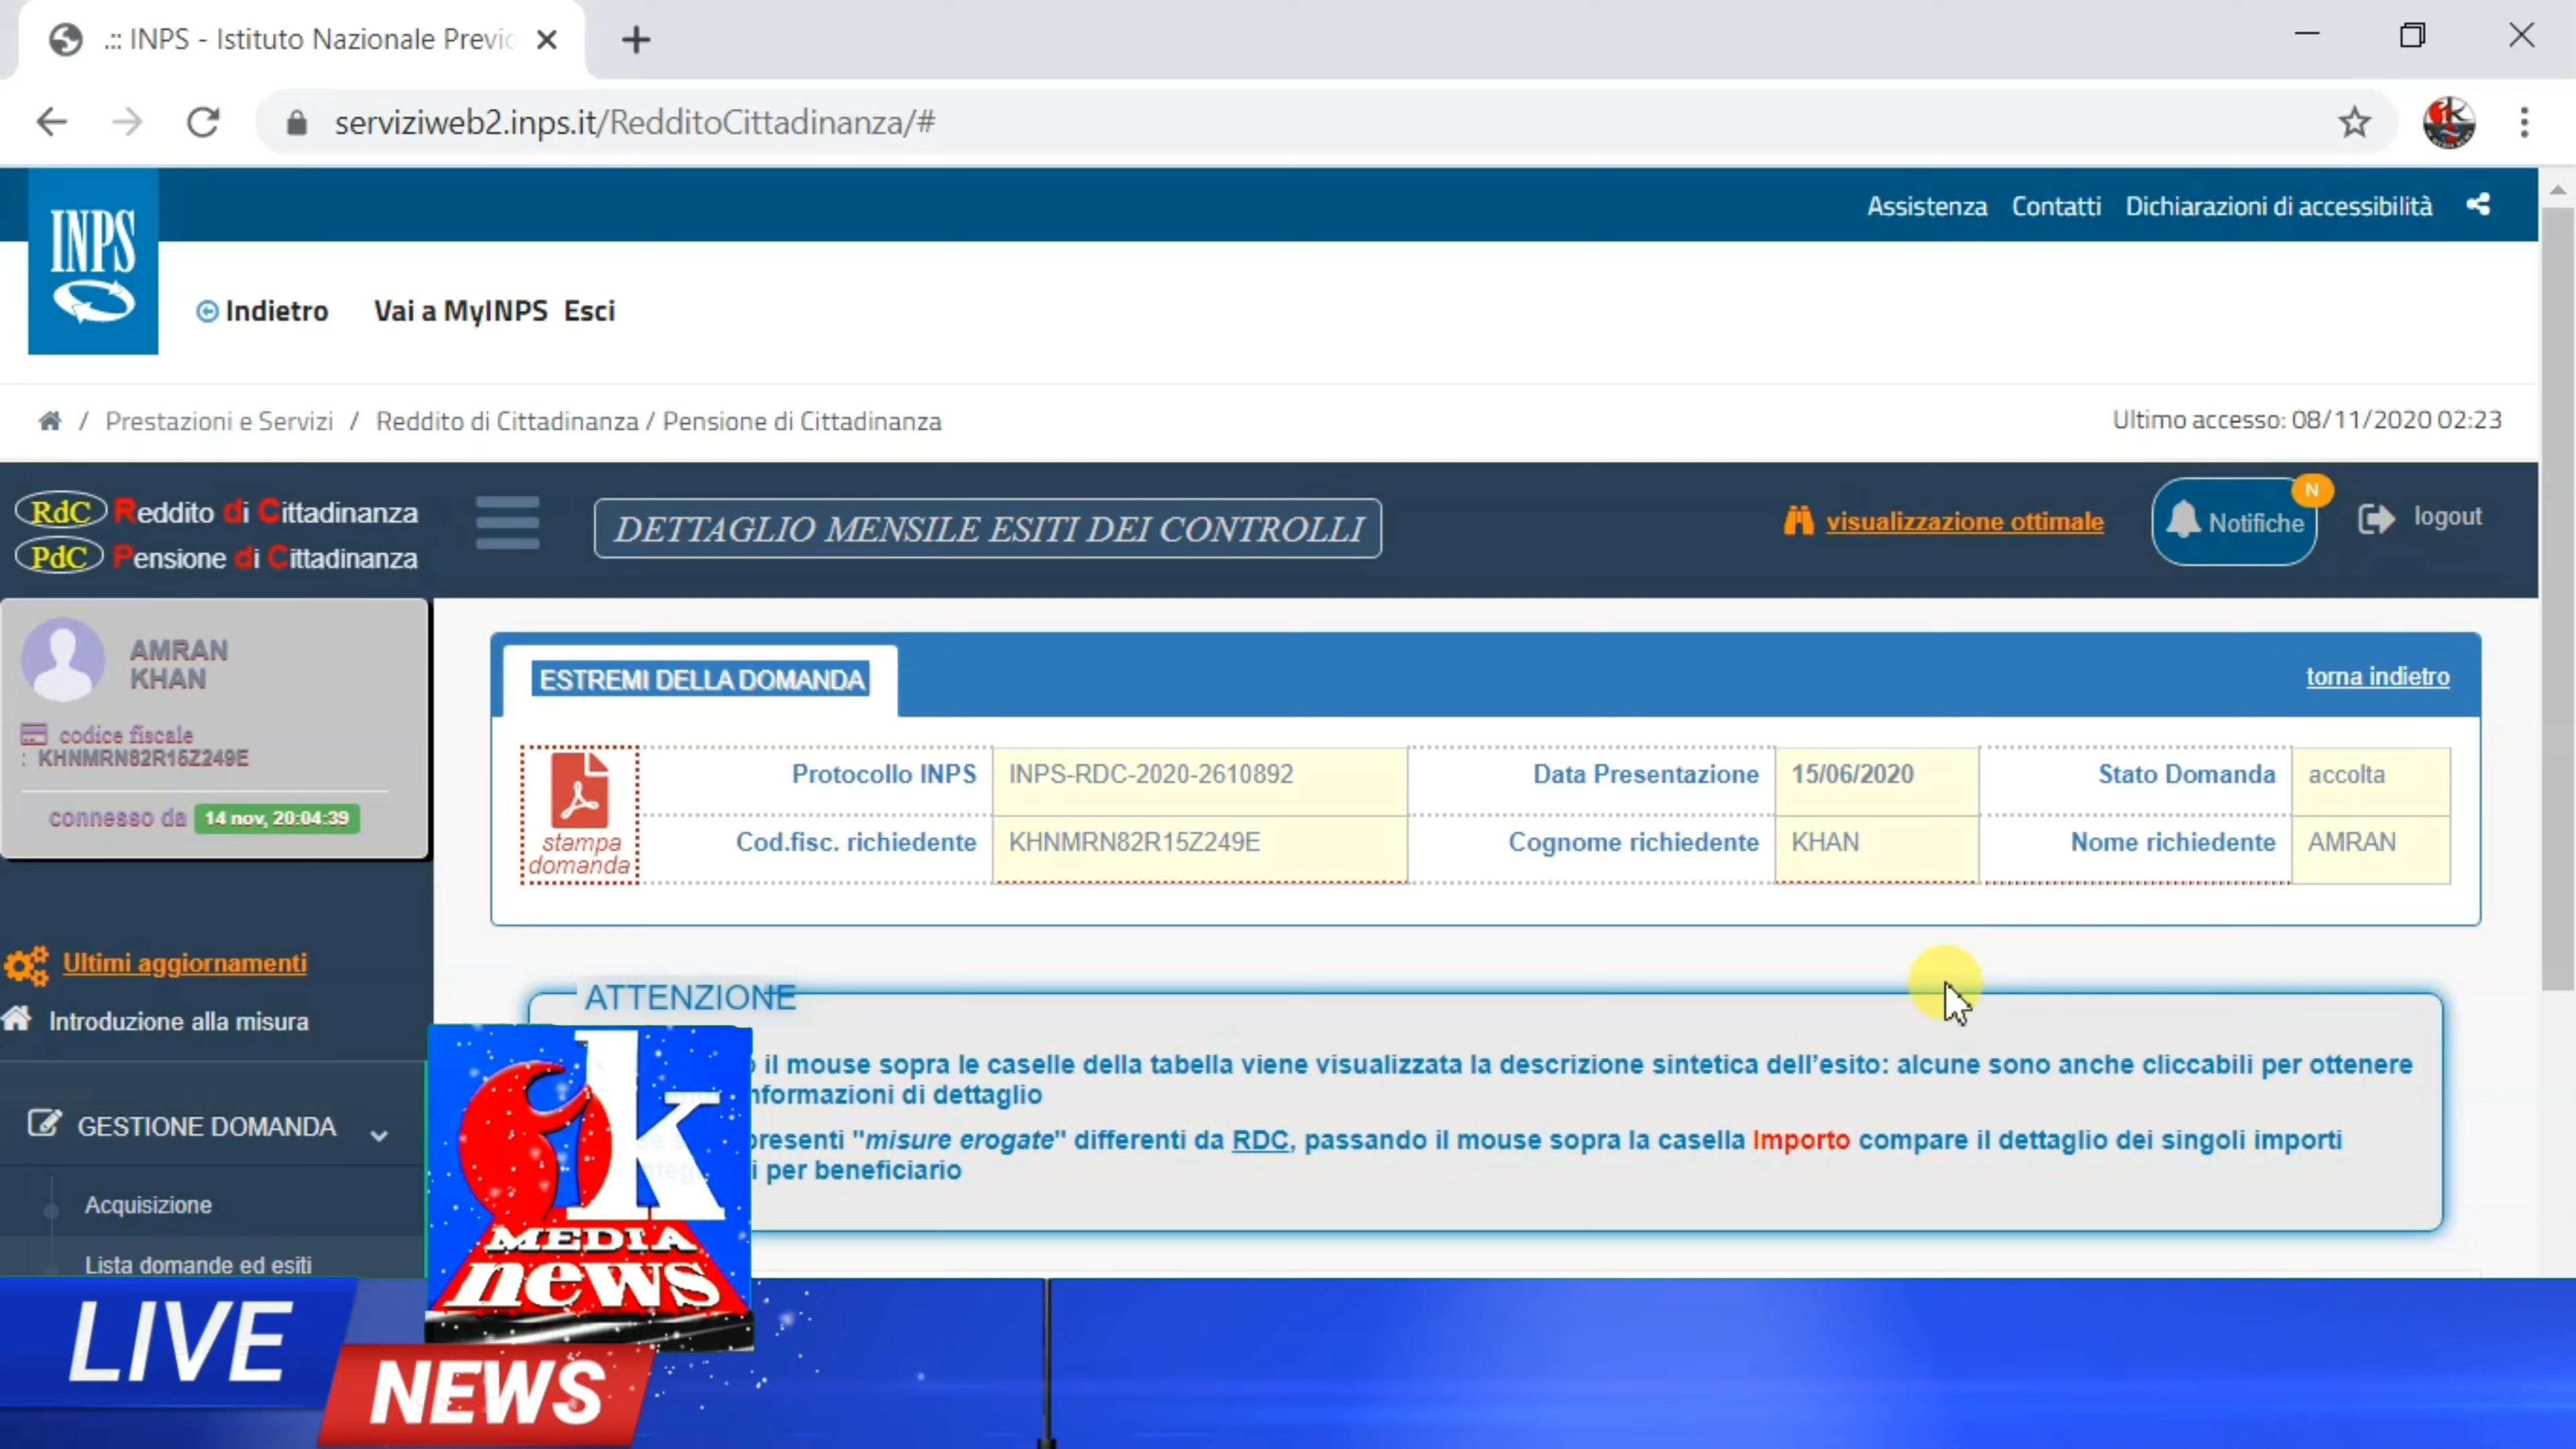 .:: INPS - Istituto Nazionale Previc
serviziweb2.inps.it/RedditoCittadinanza/#
Assistenza Contatti Dichiarazioni di accessibilità
INPS
Indietro Vai a MyINPS Esci
/ Prestazioni e Servizi / Reddito di Cittadinanza / Pensione di Cittadinanza
Ultimo accesso: 08/11/2020 02:23
RdC Reddito di Cittadinanza
PdC Pensione di Cittadinanza
DETTAGLIO MENSILE ESITI DEI CONTROLLI
visualizzazione ottimale
N
Notifiche
logout
AMRAN
KHAN
codice fiscale
: KHNMRN82R15Z249E
connesso da 14 nov, 20:04:39
ESTREMI DELLA DOMANDA
torna indietro
stampa
domanda
Protocollo INPS INPS-RDC-2020-2610892 Data Presentazione 15/06/2020 Stato Domanda accolta
Cod.fisc. richiedente KHNMRN82R15Z249E Cognome richiedente KHAN Nome richiedente AMRAN
Ultimi aggiornamenti
Introduzione alla misura
GESTIONE DOMANDA
Acquisizione
Lista domande ed esiti
ATTENZIONE
il mouse sopra le caselle della tabella viene visualizzata la descrizione sintetica dell'esito: alcune sono anche cliccabili per ottenere
nformazioni di dettaglio
presenti "misure erogate" differenti da RDC, passando il mouse sopra la casella Importo compare il dettaglio dei singoli importi
i per beneficiario
ik
MEDIA
news
LIVE
NEWS